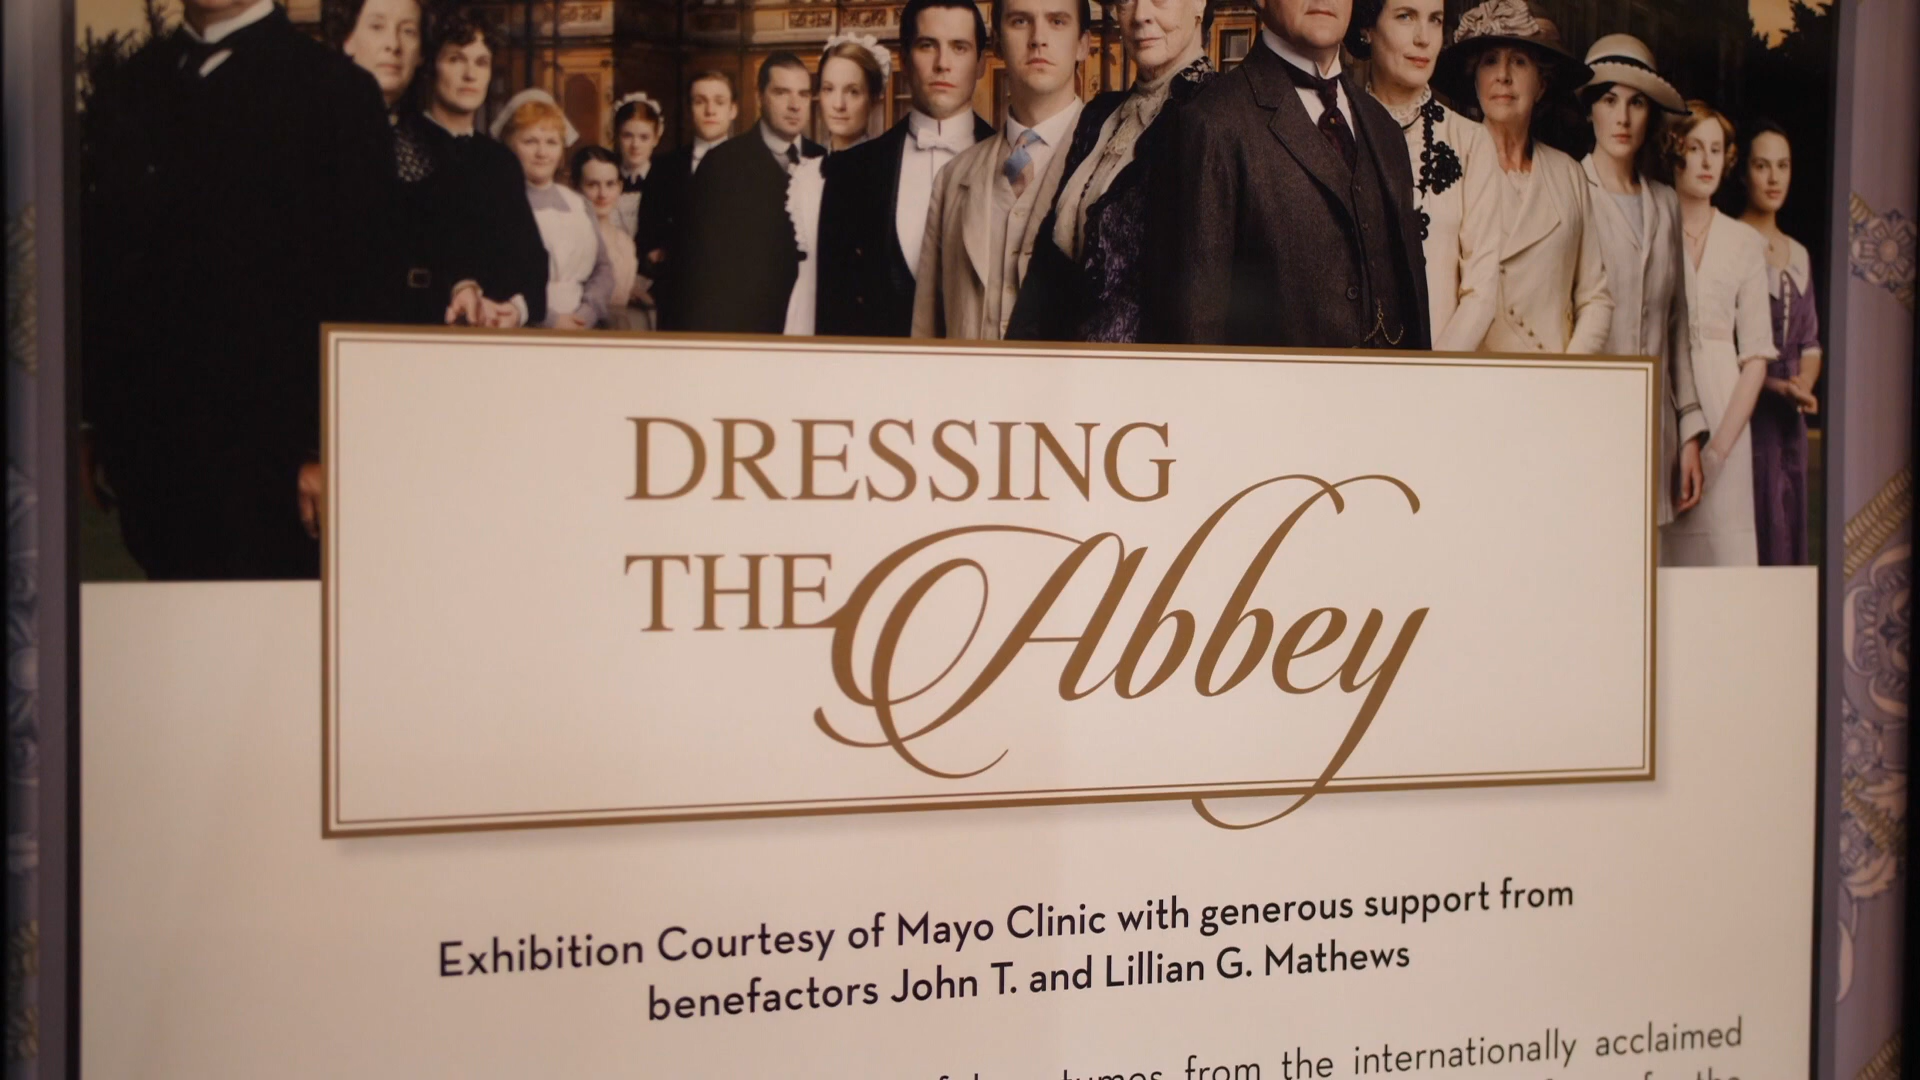 DRESSING
THE Abbey
Exhibition Courtesy of Mayo Clinic with generous support from
benefactors John T. and Lillian G. Mathews
from the internationally acclaimed